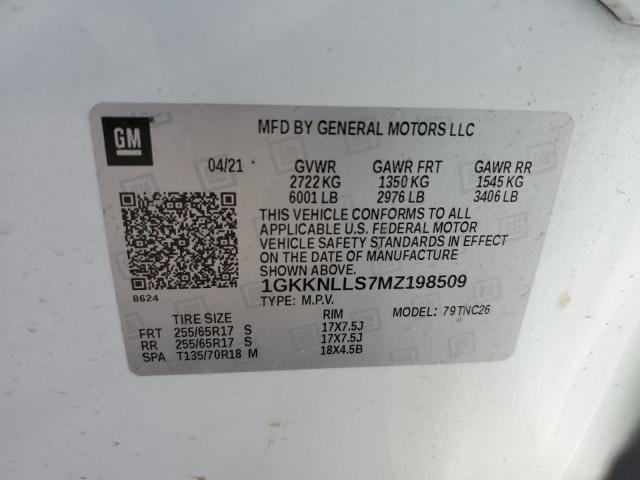 GM
MFD BY GENERAL MOTORS LLC
04/21 GVWR GAWR FRT GAWR RR
2722 KG 1350 KG 1545 KG
6001 LB 2976 LB 3406 LB
THIS VEHICLE CONFORMS TO ALL
APPLICABLE U.S. FEDERAL MOTOR
VEHICLE SAFETY STANDARDS IN EFFECT
ON THE DATE OF MANUFACTURE
SHOWN ABOVE.
1GKKNLLS7MZ198509
8624
TYPE: M.P.V. MODEL: 79TNC26
TIRE SIZE RIM
FRT 255/65R17 S 17X7.5J
RR 255/65R17 S 17X7.5J
SPA T135/70R18 M 18X4.5B